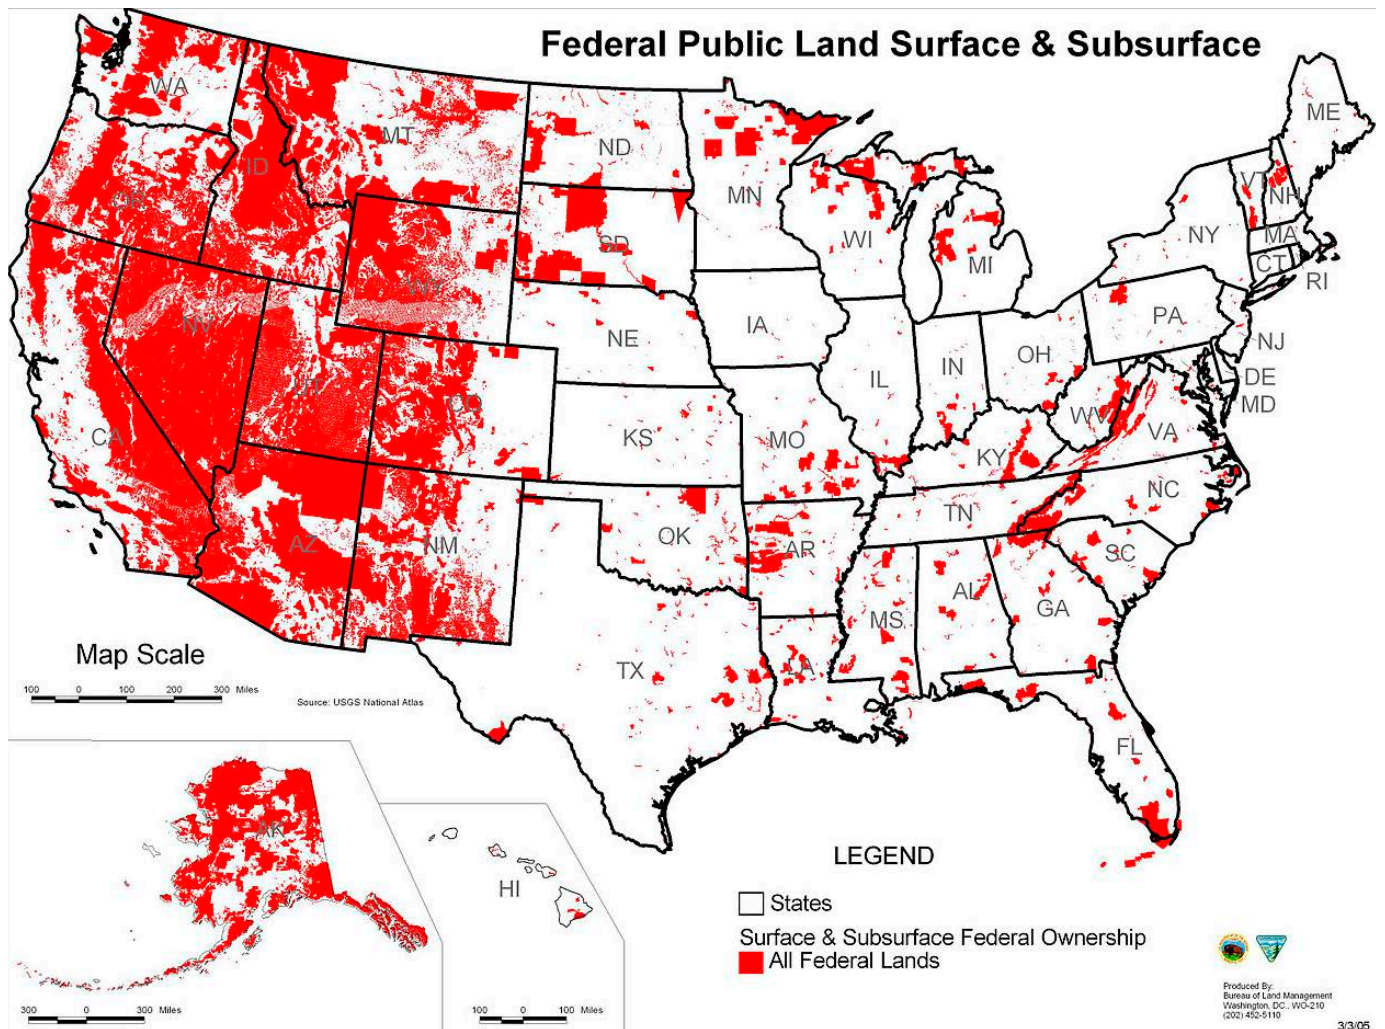 Federal Public Land Surface & Subsurface
WA
MT
ND
MN
ME
OR
ID
SD
WI
MI
VT
NH
NY
MA
CT
RI
WY
NV
NE
IA
PA
NJ
UT
CO
IL
IN
OH
DE
MD
WV
VA
CA
KS
MO
KY
NC
TN
AZ
NM
OK
AR
SC
MS
AL
GA
TX
LA
FL
Map Scale
100 0 100 200 300 Miles
Source: USGS National Atlas
AK
HI
300 0 300 Miles
100 0 100 Miles
LEGEND
States
Surface & Subsurface Federal Ownership
All Federal Lands
Produced By:
Bureau of Land Management
Washington, DC., WO-210
(202) 452-5110
3/3/05